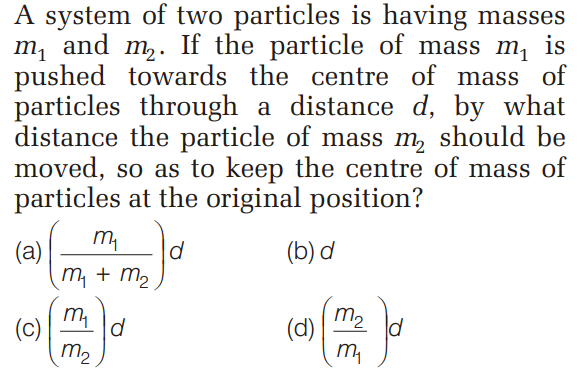 A system of two particles is having masses
m₁ and m₂. If the particle of mass m₁ is
pushed towards the centre of mass of
particles through a distance d, by what
distance the particle of mass m₂ should be
moved, so as to keep the centre of mass of
particles at the original position?
(a) (m₁ / (m₁ + m₂)) d (b) d
(c) (m₁ / m₂) d (d) (m₂ / m₁) d